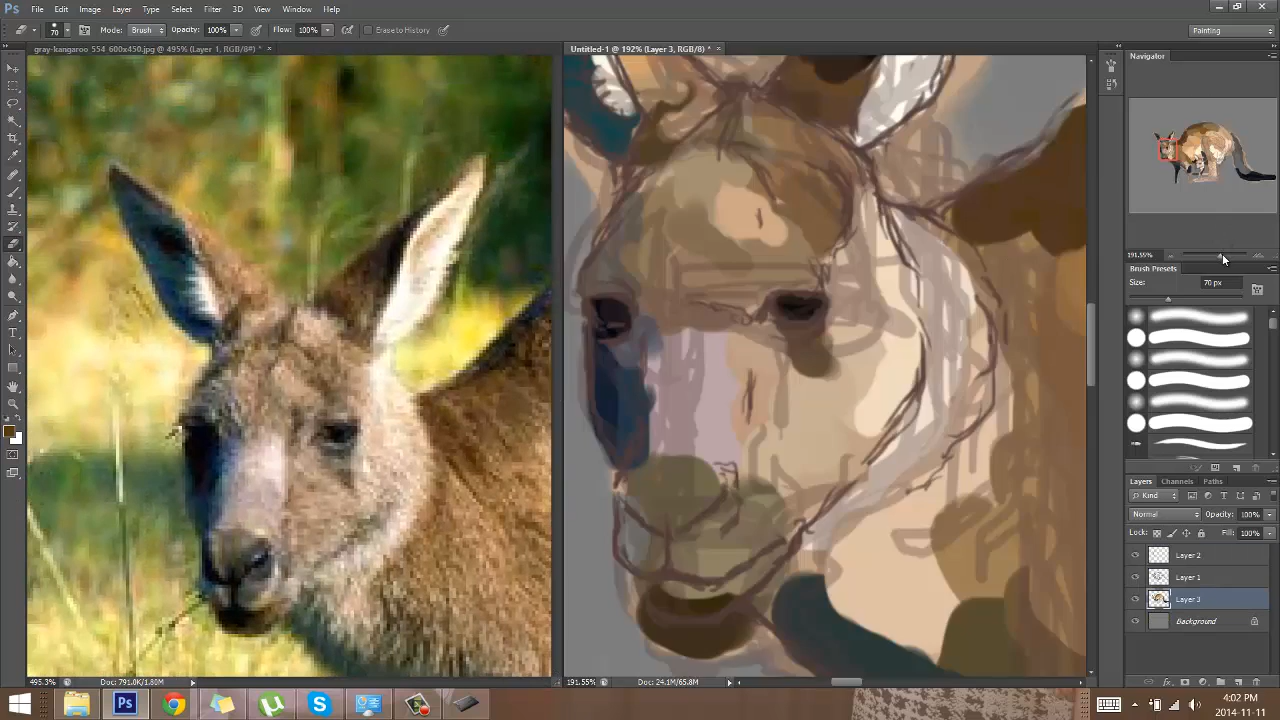 Ps File Edit Image Layer Type Select Filter 3D View Window Help
70 Mode: Brush Opacity: 100% Flow: 100% Erase to History Painting
gray-kangaroo 554 600x450.jpg @ 495% (Layer 1, RGB/8#) * ×
Untitled-1 @ 192% (Layer 3, RGB/8) * ×
Navigator
191.55%
Brush Presets
Size: 70 px
Layers Channels Paths
Kind
Normal Opacity: 100%
Lock: Fill: 100%
Layer 2
Layer 1
Layer 3
Background
495.3% Doc: 791.0K/1.80M
191.55% Doc: 24.1M/65.8M
Ps
4:02 PM
2014-11-11